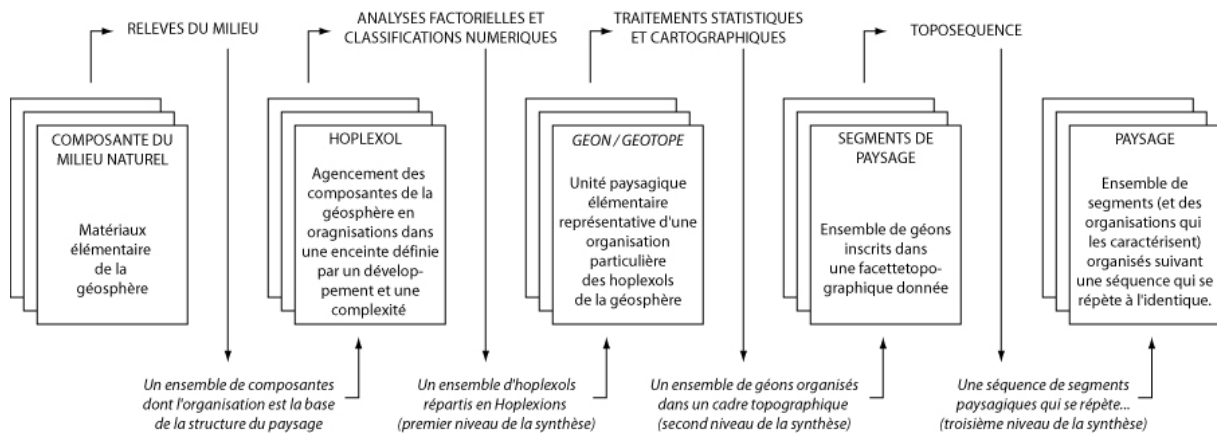 RELEVES DU MILIEU
ANALYSES FACTORIELLES ET
CLASSIFICATIONS NUMERIQUES
TRAITEMENTS STATISTIQUES
ET CARTOGRAPHIQUES
TOPOSEQUENCE
COMPOSANTE DU
MILIEU NATUREL
Matériaux
élémentaire
de la
géosphère
HOPLEXOL
Agencement des
composantes de la
géosphère en
oragnisations dans
une enceinte définie
par un dévelop-
pement et une
complexité
GEON / GEOTOPE
Unité paysagique
élémentaire
représentative d'une
organisation
particulière
des hoplexols
de la géosphère
SEGMENTS DE
PAYSAGE
Ensemble de géons
inscrits dans
une facettetopo-
graphique donnée
PAYSAGE
Ensemble de
segments (et des
organisations qui
les caractérisent)
organisés suivant
une séquence qui se
répète à l'identique.
Un ensemble de composantes
dont l'organisation est la base
de la structure du paysage
Un ensemble d'hoplexols
répartis en Hoplexions
(premier niveau de la synthèse)
Un ensemble de géons organisés
dans un cadre topographique
(second niveau de la synthèse)
Une séquence de segments
paysagiques qui se répète...
(troisième niveau de la synthèse)